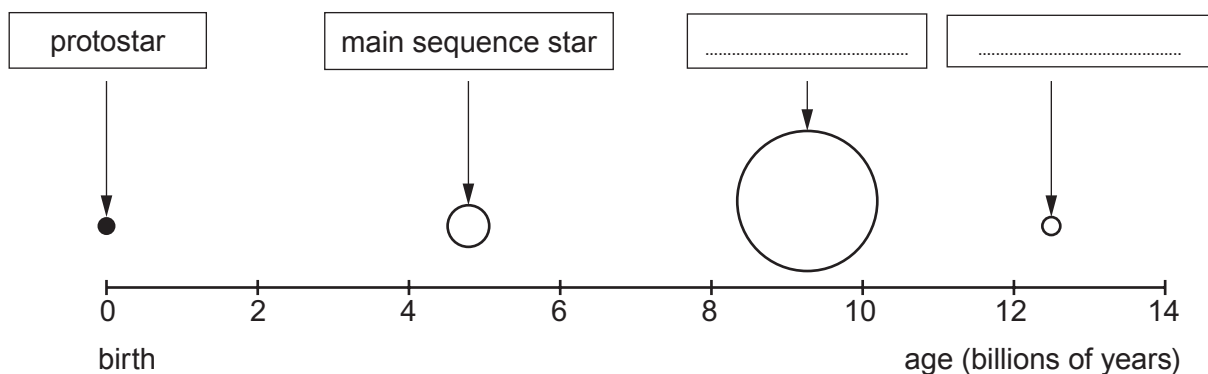 protostar
main sequence star
........................................
........................................
0 2 4 6 8 10 12 14
birth
age (billions of years)